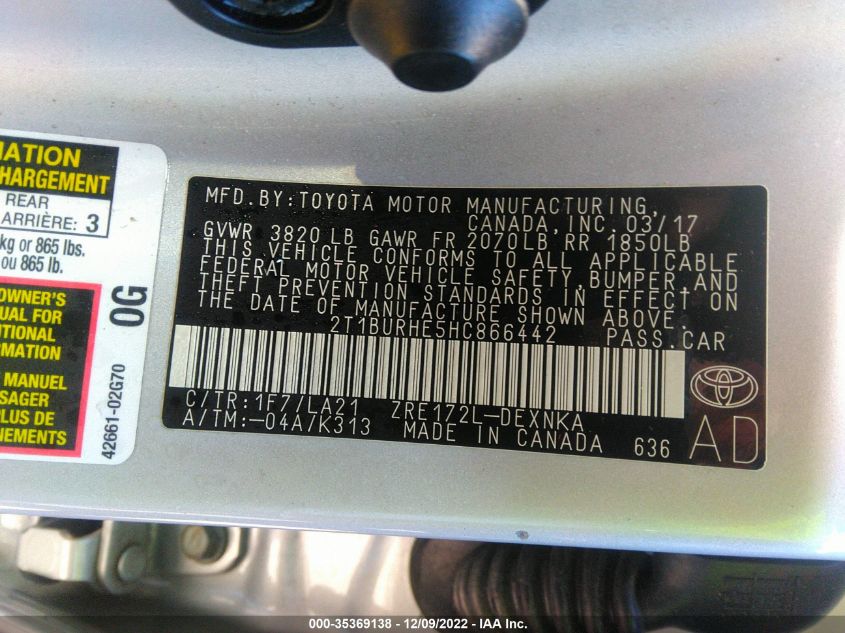 MATION
HARGEMENT
REAR
ARRIÈRE: 3
kg or 865 lbs.
ou 865 lb.
OWNER'S
UAL FOR
TIONAL
RMATION
MANUEL
SAGER
PLUS DE
NEMENTS
0G
42661-02G70
MFD. BY: TOYOTA MOTOR MANUFACTURING,
CANADA, INC. 03/17
GVWR 3820 LB GAWR FR 2070LB, RR 1850LB
THIS VEHICLE CONFORMS TO ALL APPLICABLE
FEDERAL MOTOR VEHICLE SAFETY, BUMPER, AND
THEFT PREVENTION STANDARDS IN EFFECT ON
THE DATE OF MANUFACTURE SHOWN ABOVE.
2T1BURHE5HC866442 PASS.CAR
C/TR: 1F7/LA21 ZRE172L-DEXNKA
A/TM:-04A/K313 MADE IN CANADA 636
AD
000-35369138 - 12/09/2022 - IAA Inc.